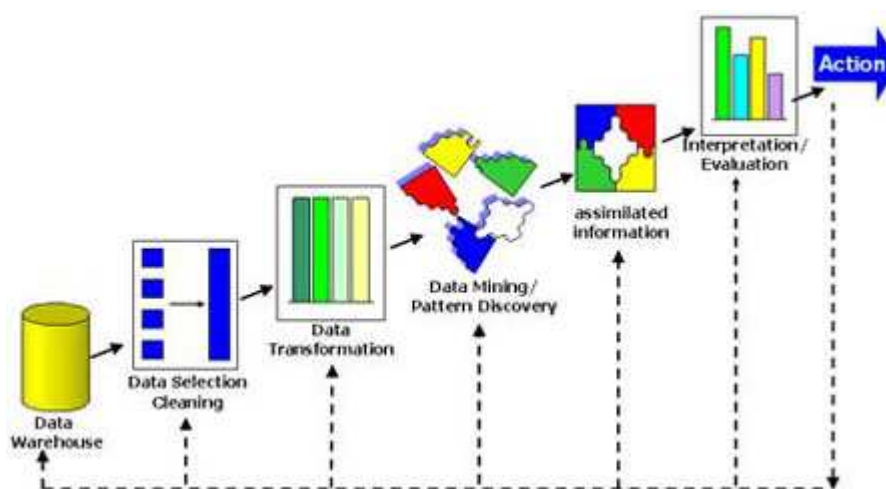 Data
Warehouse
Data Selection
Cleaning
Data
Transformation
Data Mining/
Pattern Discovery
assimilated
information
Interpretation/
Evaluation
Action